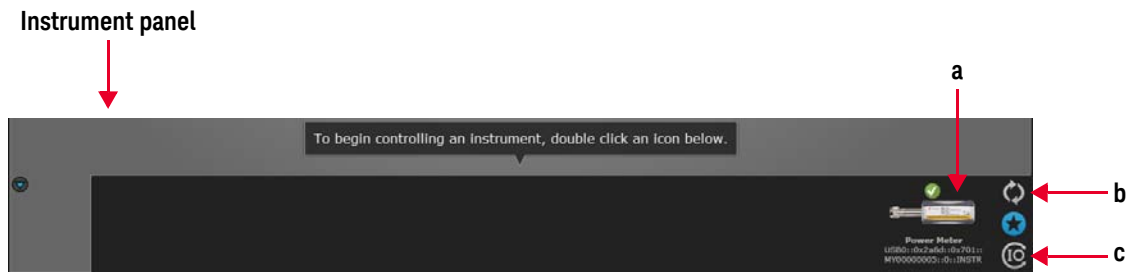 Instrument panel
a
To begin controlling an instrument, double click an icon below.
b
Power Meter
USB0::0x2a8d::0x701::
MY00000005::0::INSTR
IO
c